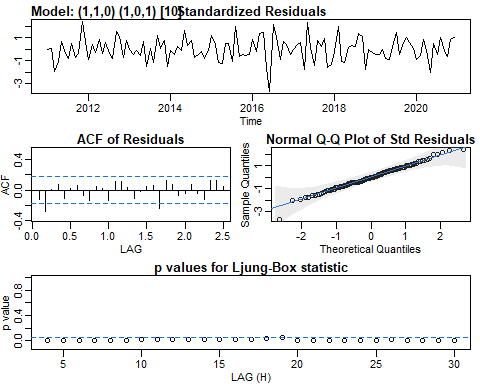 Model: (1,1,0) (1,0,1) [10] Standardized Residuals
1
-1
-3
2012 2014 2016 2018 2020
Time
ACF of Residuals
ACF
0.4
0.0
-0.4
0.0 0.5 1.0 1.5 2.0 2.5
LAG
Normal Q-Q Plot of Std Residuals
Sample Quantiles
1
-1
-3
-2 -1 0 1 2
Theoretical Quantiles
p values for Ljung-Box statistic
p value
0.8
0.4
0.0
5 10 15 20 25 30
LAG (H)